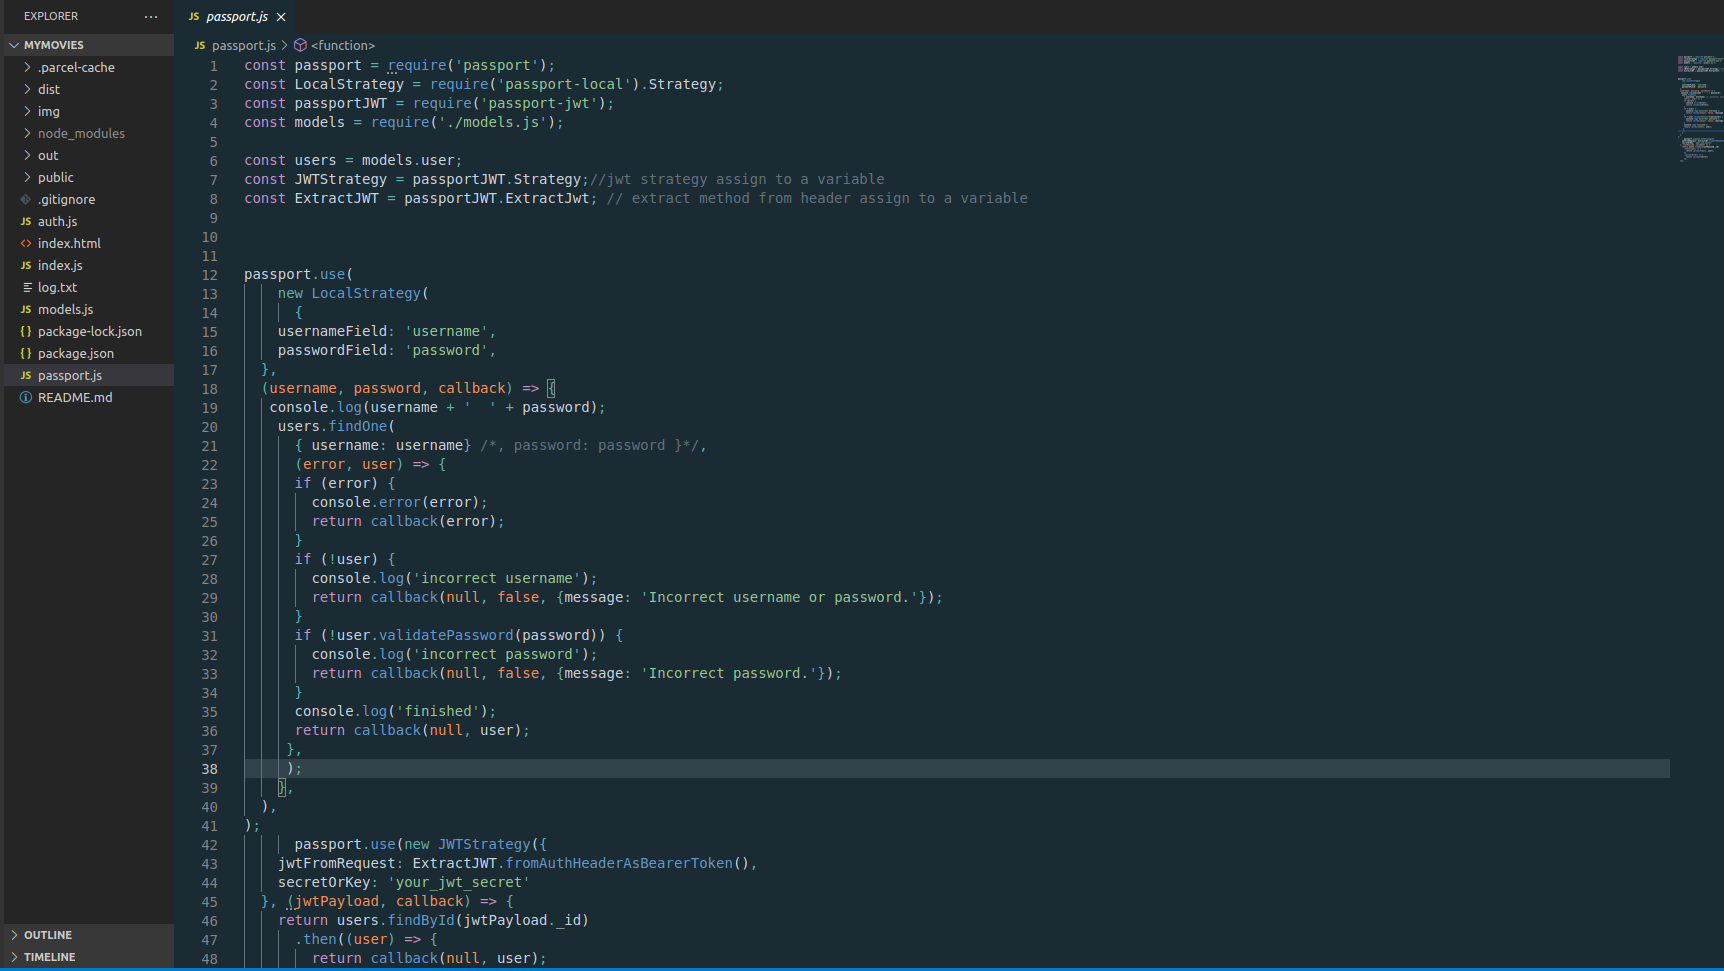 EXPLORER
MYMOVIES
.parcel-cache
dist
img
node_modules
out
public
.gitignore
JS auth.js
<> index.html
JS index.js
log.txt
JS models.js
{} package-lock.json
{} package.json
JS passport.js
README.md
OUTLINE
TIMELINE
JS passport.js
JS passport.js > <function>
1 const passport = require('passport');
2 const LocalStrategy = require('passport-local').Strategy;
3 const passportJWT = require('passport-jwt');
4 const models = require('./models.js');
5
6 const users = models.user;
7 const JWTStrategy = passportJWT.Strategy;//jwt strategy assign to a variable
8 const ExtractJWT = passportJWT.ExtractJwt; // extract method from header assign to a variable
9
10
11
12 passport.use(
13 new LocalStrategy(
14 {
15 usernameField: 'username',
16 passwordField: 'password',
17 },
18 (username, password, callback) => {
19 console.log(username + '  ' + password);
20 users.findOne(
21 { username: username} /*, password: password }*/,
22 (error, user) => {
23 if (error) {
24 console.error(error);
25 return callback(error);
26 }
27 if (!user) {
28 console.log('incorrect username');
29 return callback(null, false, {message: 'Incorrect username or password.'});
30 }
31 if (!user.validatePassword(password)) {
32 console.log('incorrect password');
33 return callback(null, false, {message: 'Incorrect password.'});
34 }
35 console.log('finished');
36 return callback(null, user);
37 },
38 );
39 },
40 ),
41 );
42 passport.use(new JWTStrategy({
43 jwtFromRequest: ExtractJWT.fromAuthHeaderAsBearerToken(),
44 secretOrKey: 'your_jwt_secret'
45 }, (jwtPayload, callback) => {
46 return users.findById(jwtPayload._id)
47 .then((user) => {
48 return callback(null, user);